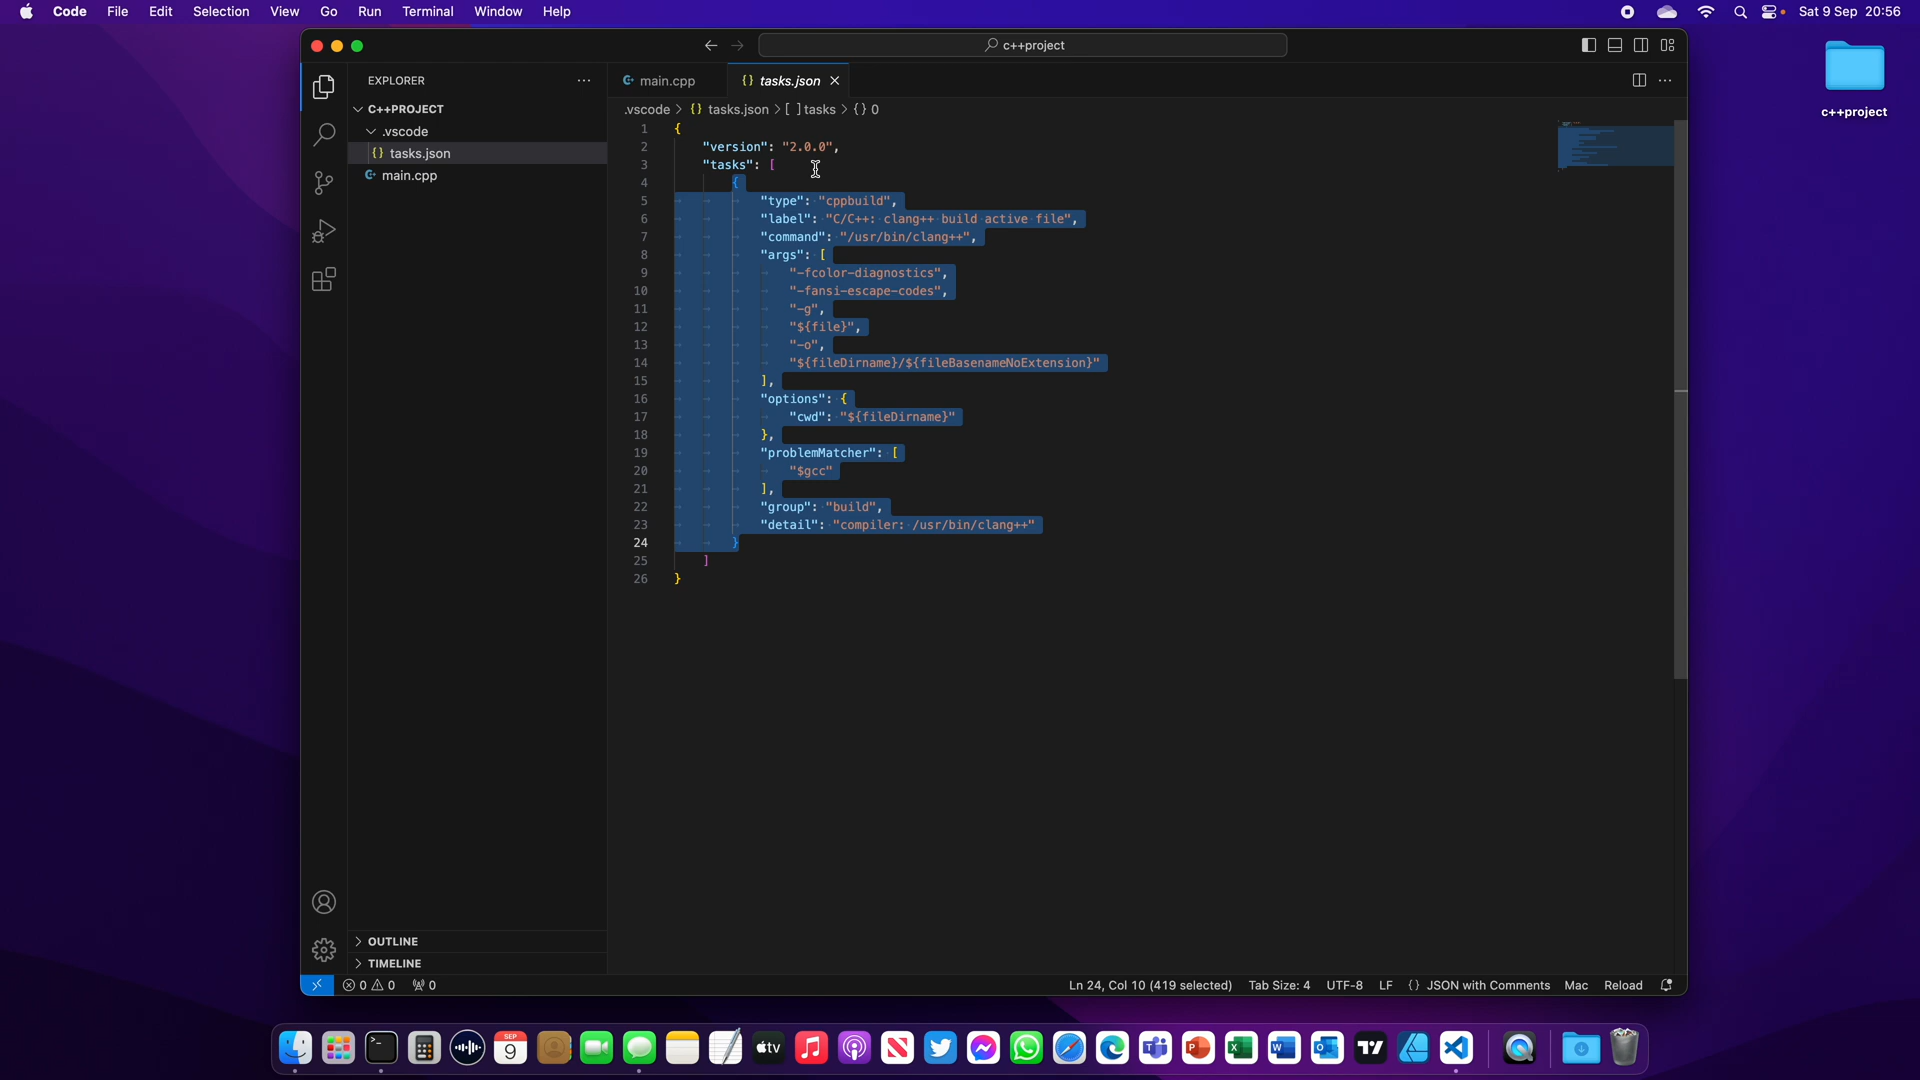 Code File Edit Selection View Go Run Terminal Window Help
Sat 9 Sep 20:56
c++project
EXPLORER
main.cpp
{} tasks.json
C++PROJECT
.vscode
{} tasks.json
main.cpp
.vscode > {} tasks.json > [ ] tasks > {} 0
1 {
2 "version": "2.0.0",
3 "tasks": [
4 {
5 "type": "cppbuild",
6 "label": "C/C++: clang++ build active file",
7 "command": "/usr/bin/clang++",
8 "args": [
9 "-fcolor-diagnostics",
10 "-fansi-escape-codes",
11 "-g",
12 "${file}",
13 "-o",
14 "${fileDirname}/${fileBasenameNoExtension}"
15 ],
16 "options": {
17 "cwd": "${fileDirname}"
18 },
19 "problemMatcher": [
20 "$gcc"
21 ],
22 "group": "build",
23 "detail": "compiler: /usr/bin/clang++"
24 }
25 ]
26 }
c++project
OUTLINE
TIMELINE
0 0 0
Ln 24, Col 10 (419 selected) Tab Size: 4 UTF-8 LF {} JSON with Comments Mac Reload
SEP
9
tv